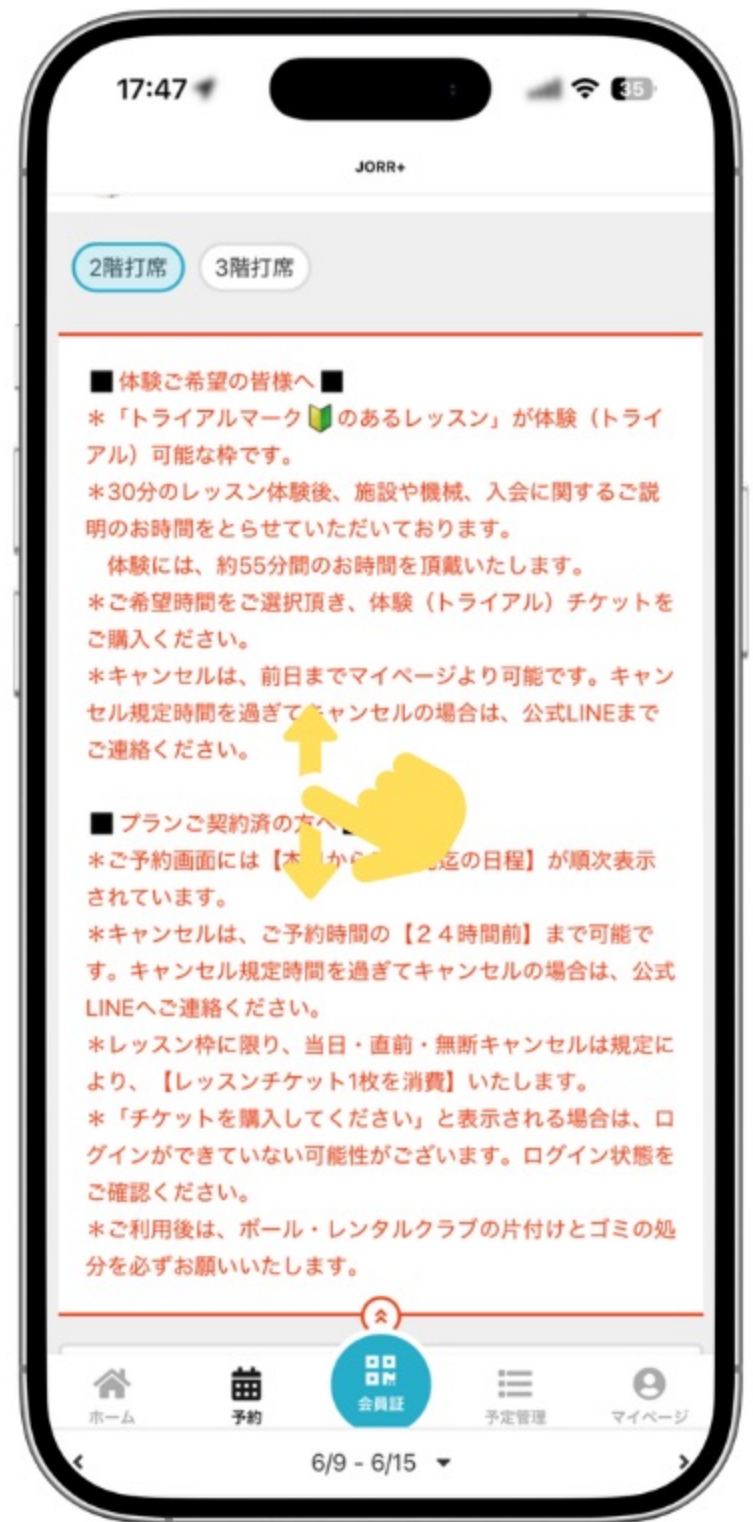 17:47
35
JORR+
2階打席 3階打席
■体験ご希望の皆様へ■
＊「トライアルマーク🔰のあるレッスン」が体験（トライ
アル）可能な枠です。
＊30分のレッスン体験後、施設や機械、入会に関するご説
明のお時間をとらせていただいております。
　体験には、約55分間のお時間を頂戴いたします。
＊ご希望時間をご選択頂き、体験（トライアル）チケットを
ご購入ください。
＊キャンセルは、前日までマイページより可能です。キャン
セル規定時間を過ぎてキャンセルの場合は、公式LINEまで
ご連絡ください。
■プランご契約済の方へ
＊ご予約画面には【本 から 迄の日程】が順次表示
されています。
＊キャンセルは、ご予約時間の【２４時間前】まで可能で
す。キャンセル規定時間を過ぎてキャンセルの場合は、公式
LINEへご連絡ください。
＊レッスン枠に限り、当日・直前・無断キャンセルは規定に
より、【レッスンチケット1枚を消費】いたします。
＊「チケットを購入してください」と表示される場合は、ロ
グインができていない可能性がございます。ログイン状態を
ご確認ください。
＊ご利用後は、ボール・レンタルクラブの片付けとゴミの処
分を必ずお願いいたします。
ホーム 予約 会員証 予定管理 マイページ
6/9 - 6/15